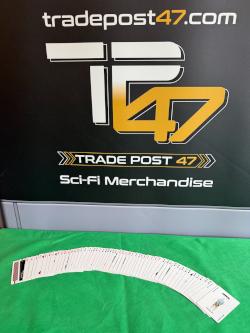 tradepost47.com
TP
47
TRADE POST 47
Sci-Fi Merchandise